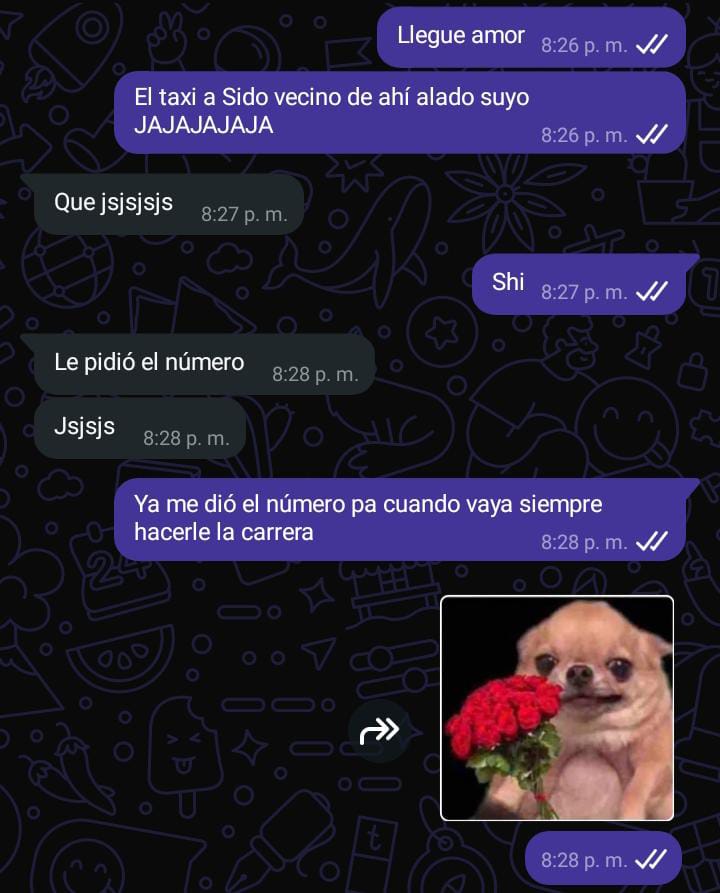 Llegue amor 8:26 p. m.
El taxi a Sido vecino de ahí alado suyo
JAJAJAJAJA 8:26 p. m.
Que jsjsjsjs 8:27 p. m.
Shi 8:27 p. m.
Le pidió el número 8:28 p. m.
Jsjsjs 8:28 p. m.
Ya me dió el número pa cuando vaya siempre
hacerle la carrera 8:28 p. m.
8:28 p. m.